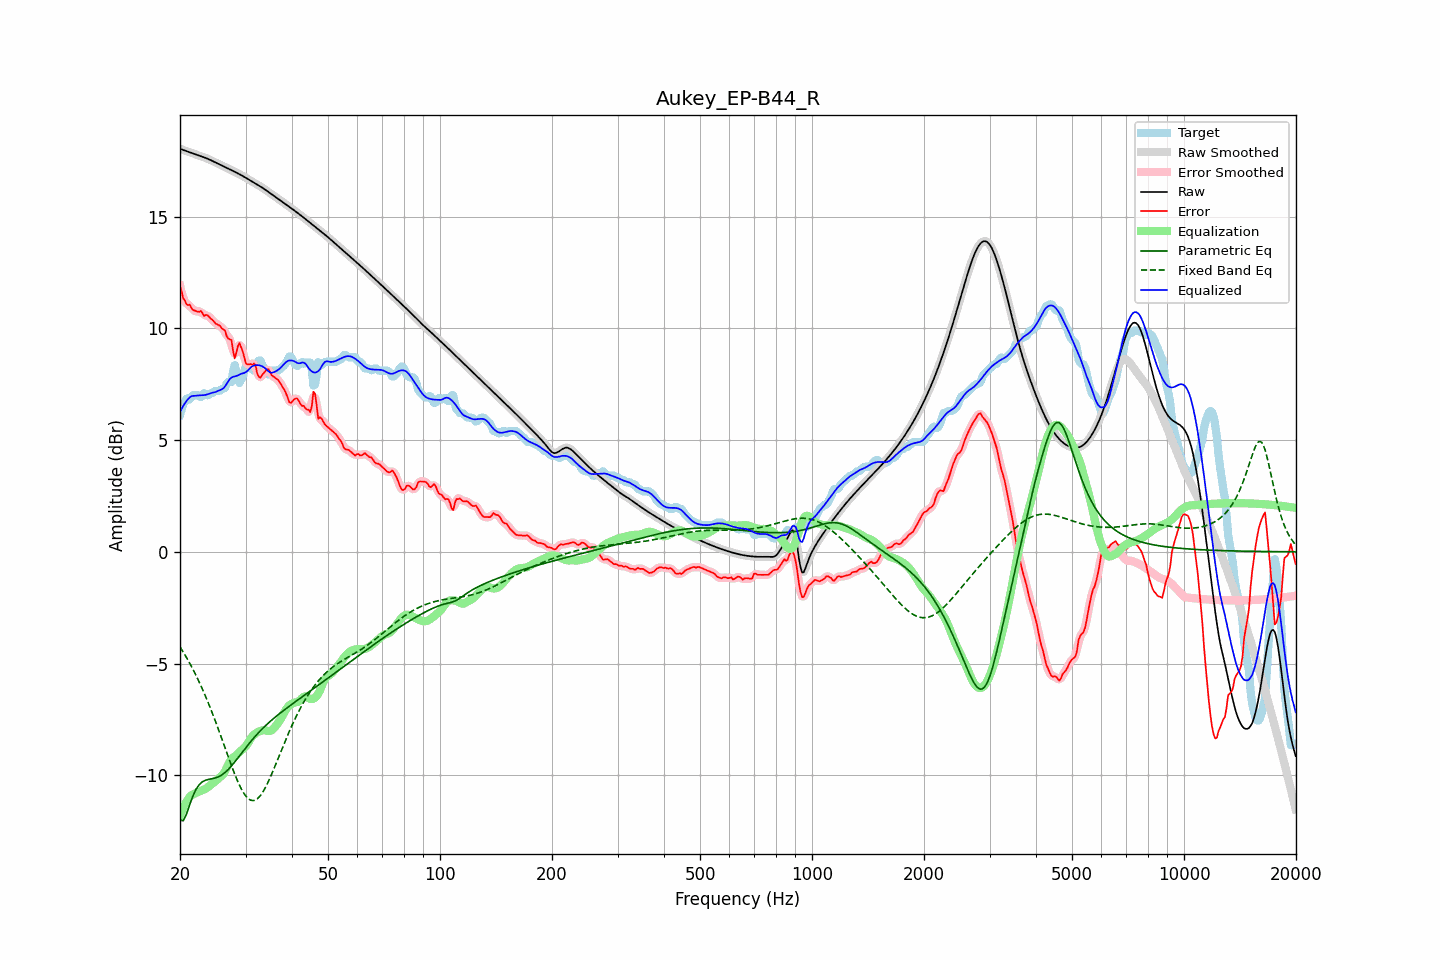 Aukey_EP-B44_R
Target
Raw Smoothed
Error Smoothed
Raw
Error
Equalization
Parametric Eq
Fixed Band Eq
Equalized
15
10
5
0
−5
−10
Amplitude (dBr)
20 50 100 200 500 1000 2000 5000 10000 20000
Frequency (Hz)